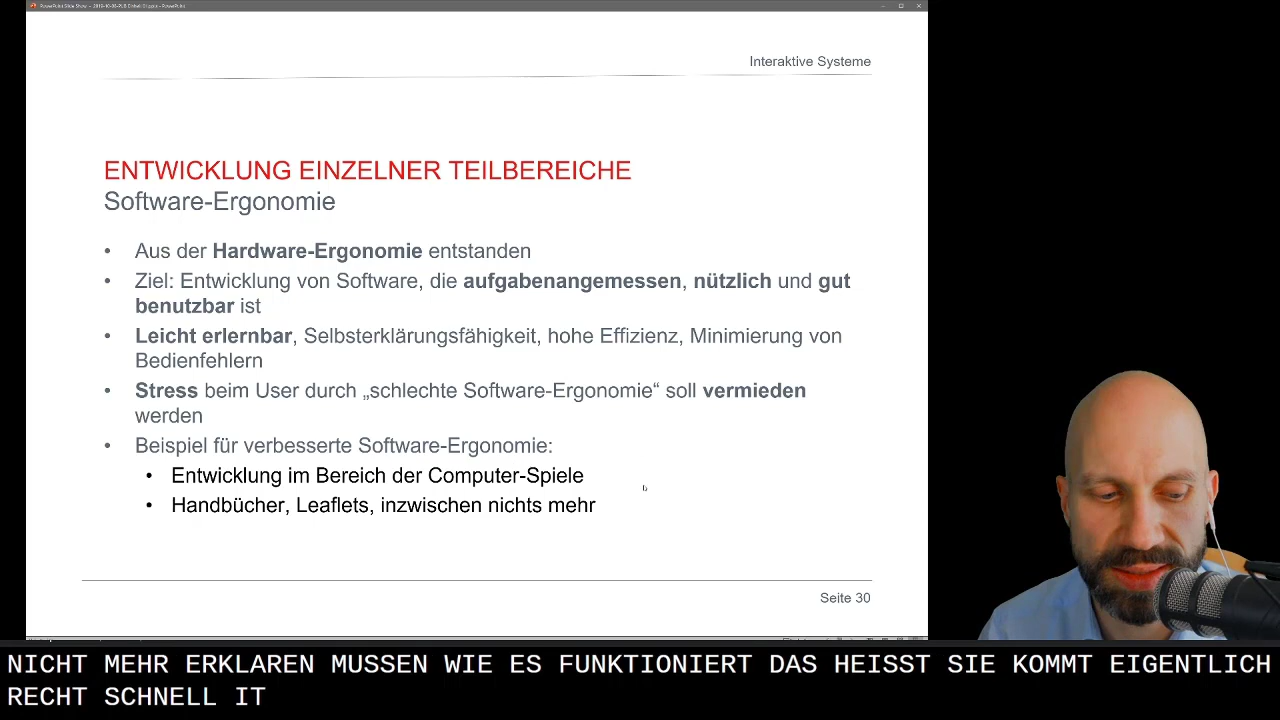 PowerPoint Slide Show
Interaktive Systeme
ENTWICKLUNG EINZELNER TEILBEREICHE
Software-Ergonomie
• Aus der Hardware-Ergonomie entstanden
• Ziel: Entwicklung von Software, die aufgabenangemessen, nützlich und gut
benutzbar ist
• Leicht erlernbar, Selbsterklärungsfähigkeit, hohe Effizienz, Minimierung von
Bedienfehlern
• Stress beim User durch „schlechte Software-Ergonomie“ soll vermieden
werden
• Beispiel für verbesserte Software-Ergonomie:
• Entwicklung im Bereich der Computer-Spiele
• Handbücher, Leaflets, inzwischen nichts mehr
Seite 30
NICHT MEHR ERKLAREN MUSSEN WIE ES FUNKTIONIERT DAS HEISST SIE KOMMT EIGENTLICH
RECHT SCHNELL IT